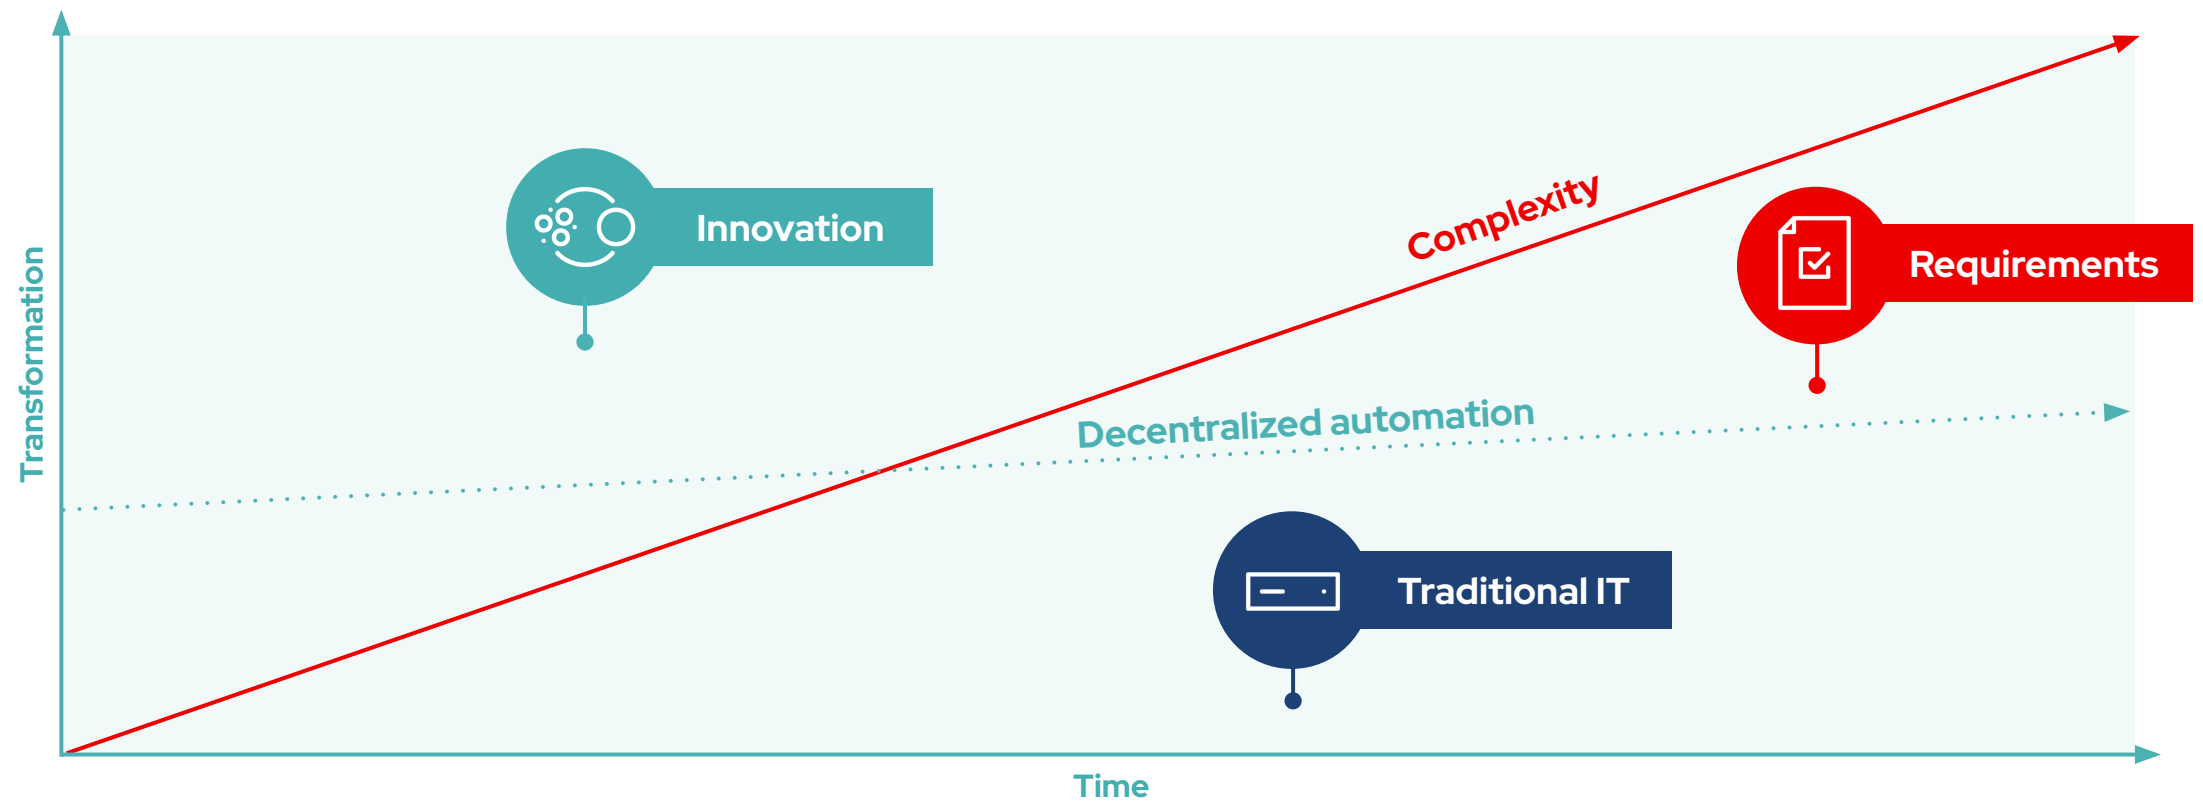 Transformation
Innovation
Complexity
Requirements
Decentralized automation
Traditional IT
Time